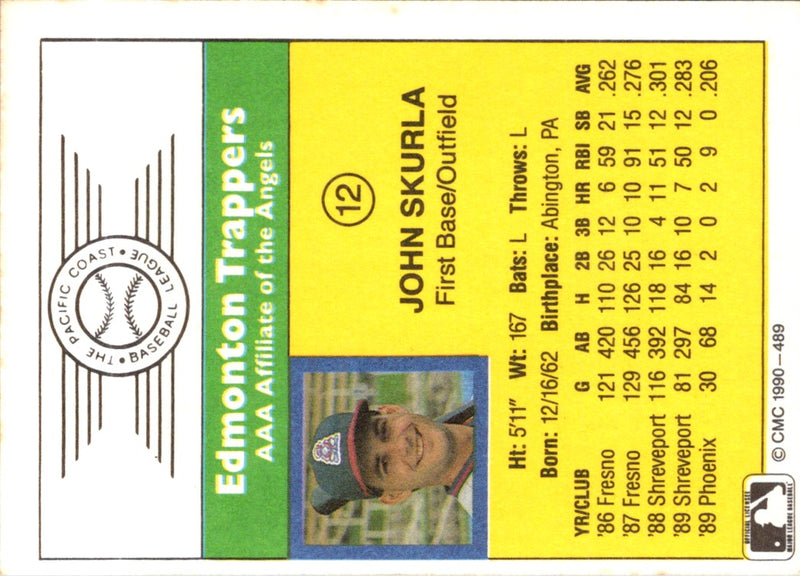 THE PACIFIC COAST •
BASEBALL LEAGUE •
Edmonton Trappers
AAA Affiliate of the Angels
12
JOHN SKURLA
First Base/Outfield
Ht: 5'11" Wt: 167 Bats: L Throws: L
Born: 12/16/62 Birthplace: Abington, PA
YR/CLUB G AB H 2B 3B HR RBI SB AVG
'86 Fresno 121 420 110 26 12 6 59 21 .262
'87 Fresno 129 456 126 25 10 10 91 15 .276
'88 Shreveport 116 392 118 16 4 11 51 12 .301
'89 Shreveport 81 297 84 16 10 7 50 12 .283
'89 Phoenix 30 68 14 2 0 2 9 0 .206
© CMC 1990—489
OFFICIAL LICENSEE
MAJOR LEAGUE BASEBALL